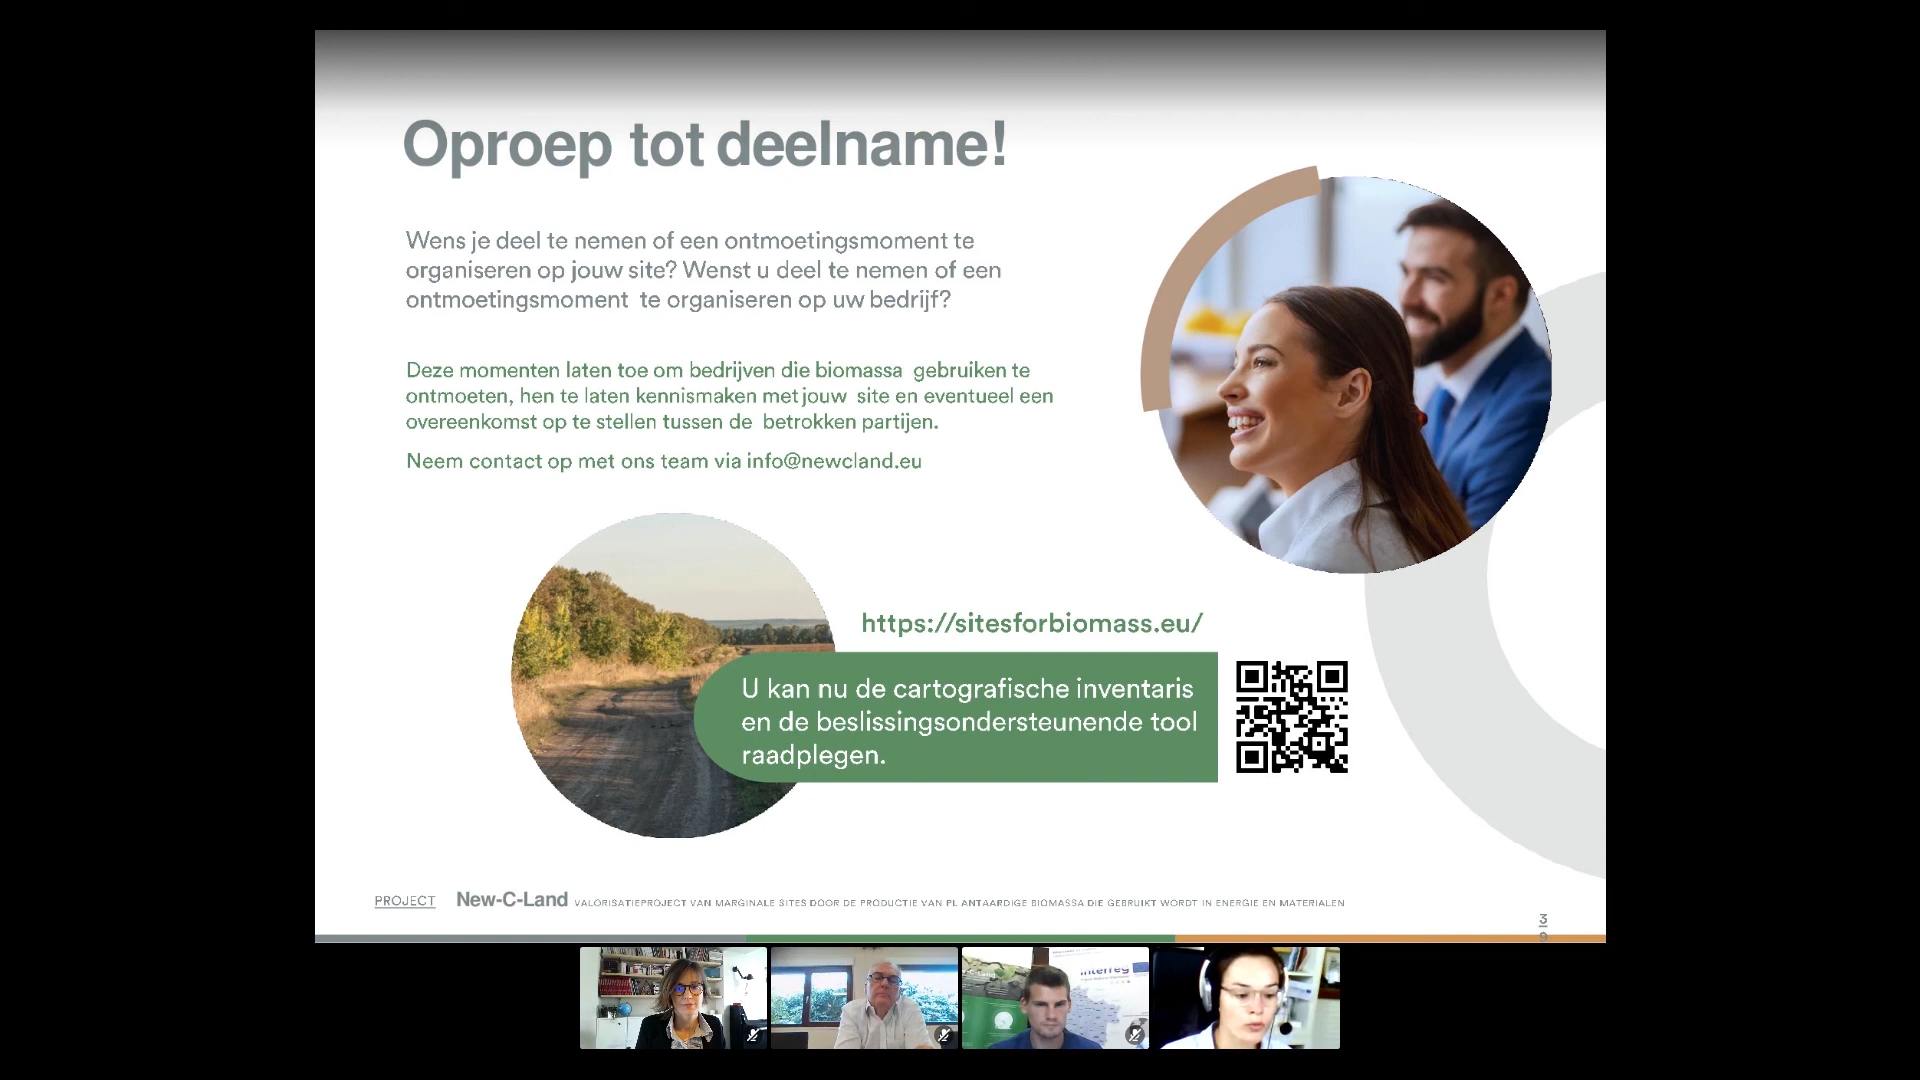 Oproep tot deelname!
Wens je deel te nemen of een ontmoetingsmoment te
organiseren op jouw site? Wenst u deel te nemen of een
ontmoetingsmoment te organiseren op uw bedrijf?
Deze momenten laten toe om bedrijven die biomassa gebruiken te
ontmoeten, hen te laten kennismaken met jouw site en eventueel een
overeenkomst op te stellen tussen de betrokken partijen.
Neem contact op met ons team via info@newcland.eu
https://sitesforbiomass.eu/
U kan nu de cartografische inventaris
en de beslissingsondersteunende tool
raadplegen.
PROJECT New-C-Land VALORISATIEPROJECT VAN MARGINALE SITES DOOR DE PRODUCTIE VAN PL ANTAARDIGE BIOMASSA DIE GEBRUIKT WORDT IN ENERGIE EN MATERIALEN
3
9
interreg